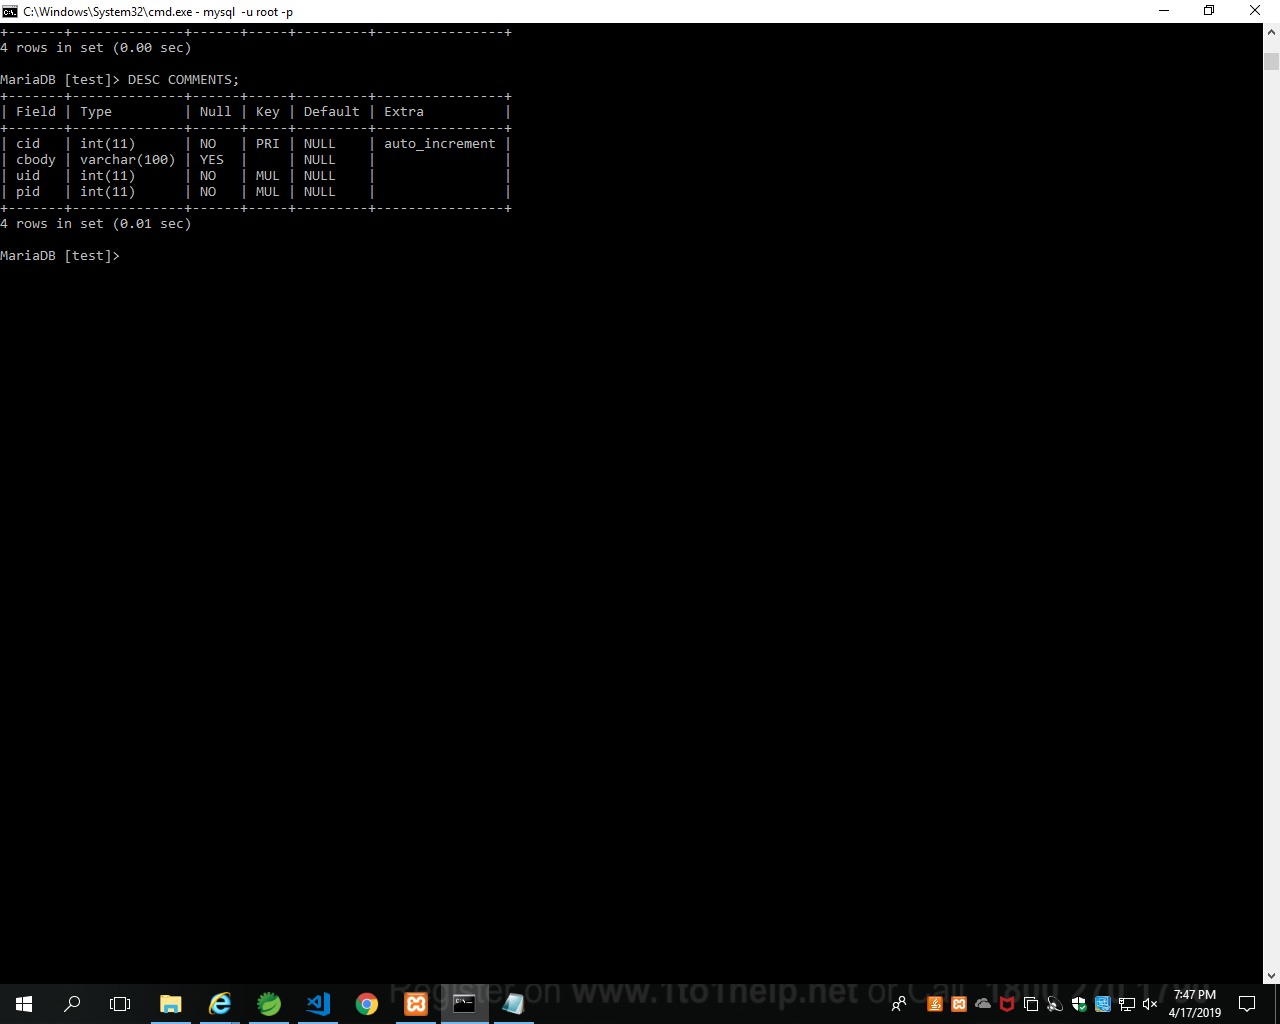 C:\Windows\System32\cmd.exe - mysql  -u root -p
+-------+--------------+------+-----+---------+----------------+
4 rows in set (0.00 sec)
MariaDB [test]> DESC COMMENTS;
+-------+--------------+------+-----+---------+----------------+
| Field | Type         | Null | Key | Default | Extra          |
+-------+--------------+------+-----+---------+----------------+
| cid   | int(11)      | NO   | PRI | NULL    | auto_increment |
| cbody | varchar(100) | YES  |     | NULL    |                |
| uid   | int(11)      | NO   | MUL | NULL    |                |
| pid   | int(11)      | NO   | MUL | NULL    |                |
+-------+--------------+------+-----+---------+----------------+
4 rows in set (0.01 sec)
MariaDB [test]>
Register on www.1to1help.net or Call
7:47 PM
4/17/2019